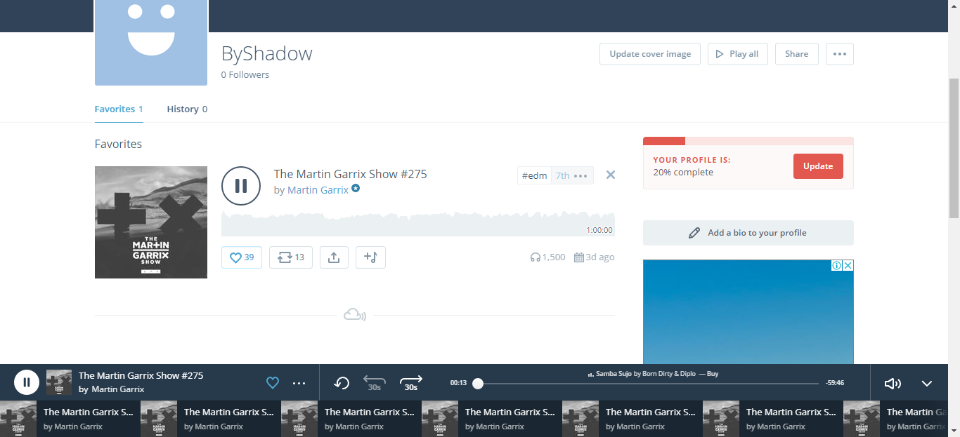 ByShadow
0 Followers
Update cover image
Play all
Share
Favorites 1
History 0
Favorites
The Martin Garrix Show #275
by Martin Garrix
#edm
7th
1:00:00
39
13
1,500
3d ago
THE
MARTIN
GARRIX
SHOW
YOUR PROFILE IS:
20% complete
Update
Add a bio to your profile
The Martin Garrix Show #275
by Martin Garrix
30s
30s
00:13
Samba Sujo by Born Dirty & Diplo — Buy
-59:46
The Martin Garrix S...
by Martin Garrix
The Martin Garrix S...
by Martin Garrix
The Martin Garrix S...
by Martin Garrix
The Martin Garrix S...
by Martin Garrix
The Martin Garrix S...
by Martin Garrix
The Martin Garrix S...
by Martin Garrix
The Martin G
by Martin Garr